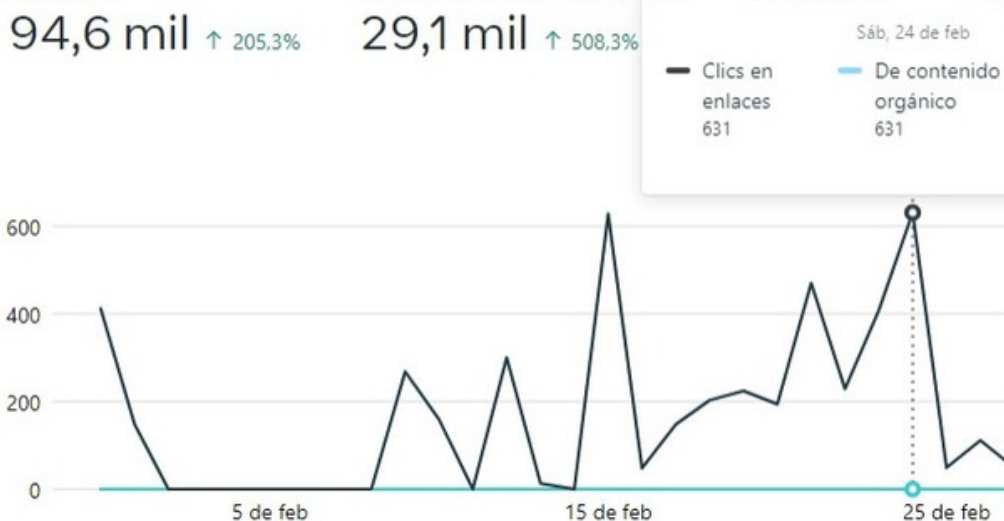 94,6 mil ↑ 205,3%
29,1 mil ↑ 508,3%
Sáb, 24 de feb
Clics en
enlaces
631
De contenido
orgánico
631
600
400
200
0
5 de feb
15 de feb
25 de feb